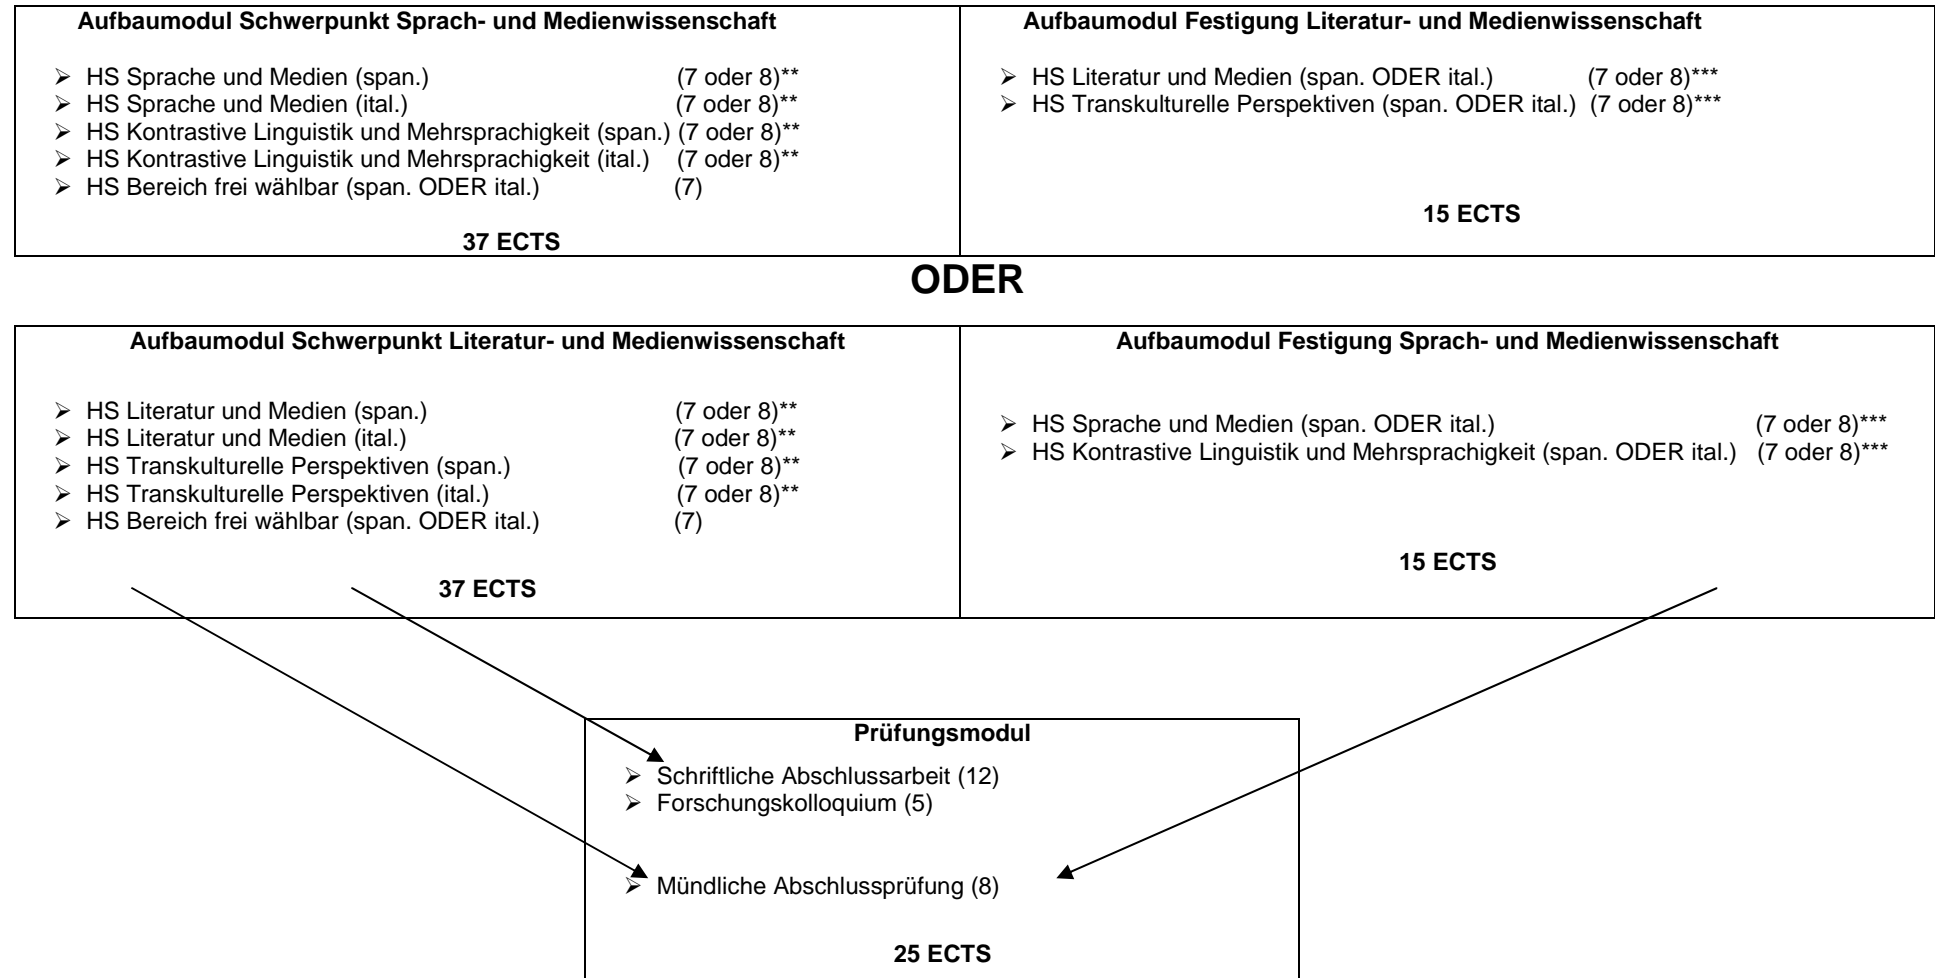 Aufbaumodul Schwerpunkt Sprach- und Medienwissenschaft
➢ HS Sprache und Medien (span.) (7 oder 8)**
➢ HS Sprache und Medien (ital.) (7 oder 8)**
➢ HS Kontrastive Linguistik und Mehrsprachigkeit (span.) (7 oder 8)**
➢ HS Kontrastive Linguistik und Mehrsprachigkeit (ital.) (7 oder 8)**
➢ HS Bereich frei wählbar (span. ODER ital.) (7)
37 ECTS
Aufbaumodul Festigung Literatur- und Medienwissenschaft
➢ HS Literatur und Medien (span. ODER ital.) (7 oder 8)***
➢ HS Transkulturelle Perspektiven (span. ODER ital.) (7 oder 8)***
15 ECTS
ODER
Aufbaumodul Schwerpunkt Literatur- und Medienwissenschaft
➢ HS Literatur und Medien (span.) (7 oder 8)**
➢ HS Literatur und Medien (ital.) (7 oder 8)**
➢ HS Transkulturelle Perspektiven (span.) (7 oder 8)**
➢ HS Transkulturelle Perspektiven (ital.) (7 oder 8)**
➢ HS Bereich frei wählbar (span. ODER ital.) (7)
37 ECTS
Aufbaumodul Festigung Sprach- und Medienwissenschaft
➢ HS Sprache und Medien (span. ODER ital.) (7 oder 8)***
➢ HS Kontrastive Linguistik und Mehrsprachigkeit (span. ODER ital.) (7 oder 8)***
15 ECTS
Prüfungsmodul
➢ Schriftliche Abschlussarbeit (12)
➢ Forschungskolloquium (5)
➢ Mündliche Abschlussprüfung (8)
25 ECTS